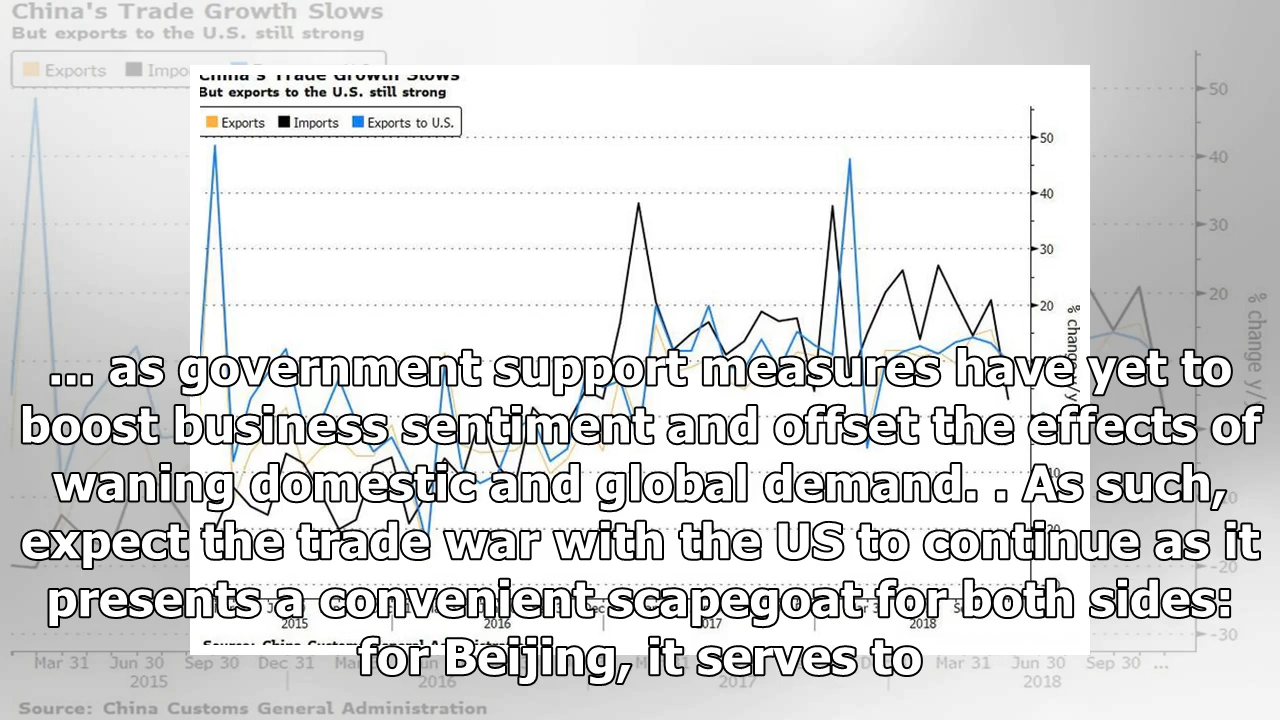 China's Trade Growth Slows
But exports to the U.S. still strong
Exports
China's Trade Growth Slows
But exports to the U.S. still strong
Exports Imports Exports to U.S.
50
40
30
20
% change y/y
50
40
30
20
% change y/y
-20
-30
... as government support measures have yet to
boost business sentiment and offset the effects of
waning domestic and global demand. . As such,
expect the trade war with the US to continue as it
presents a convenient scapegoat for both sides:
for Beijing, it serves to
2015 2016 2017 2018
Mar 31 Jun 30 Sep 30 Dec 31 Mar 31 Jun 30 Sep 30 ...
2015 2016 2017 2018
Source: China Customs General Administration